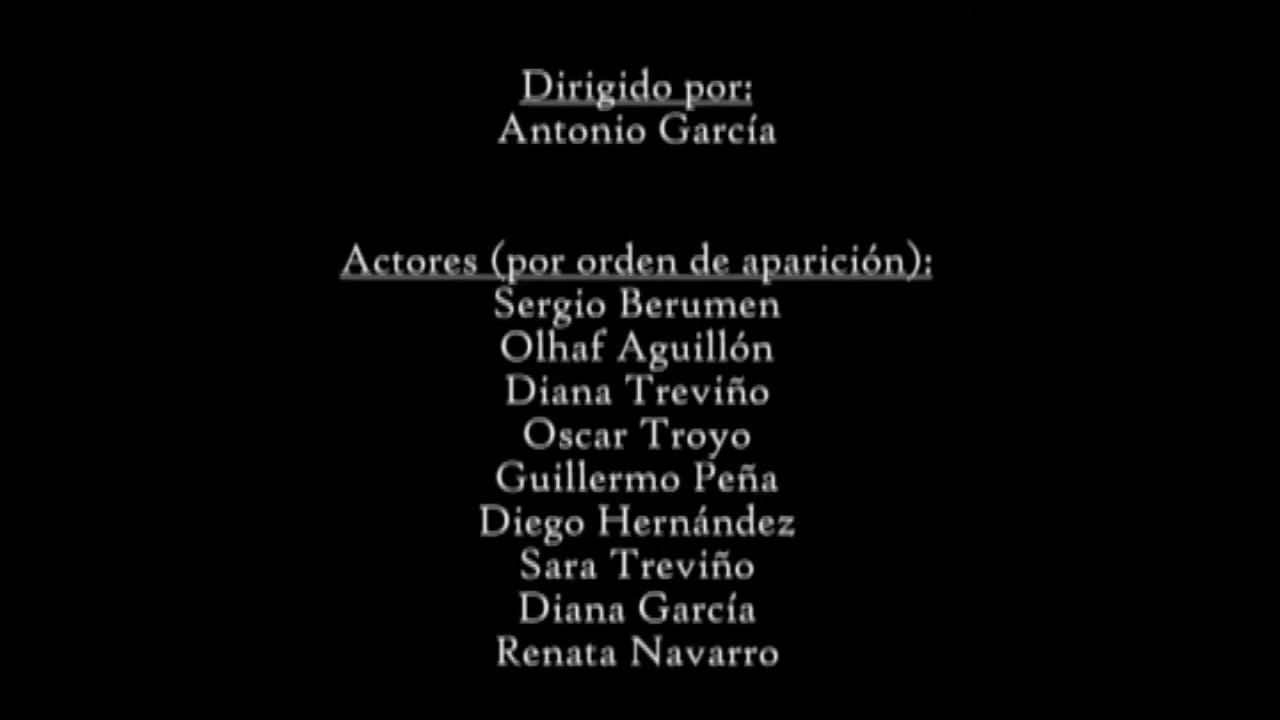 Dirigido por:
Antonio García
Actores (por orden de aparición):
Sergio Berumen
Olhaf Aguillón
Diana Treviño
Oscar Troyo
Guillermo Peña
Diego Hernández
Sara Treviño
Diana García
Renata Navarro